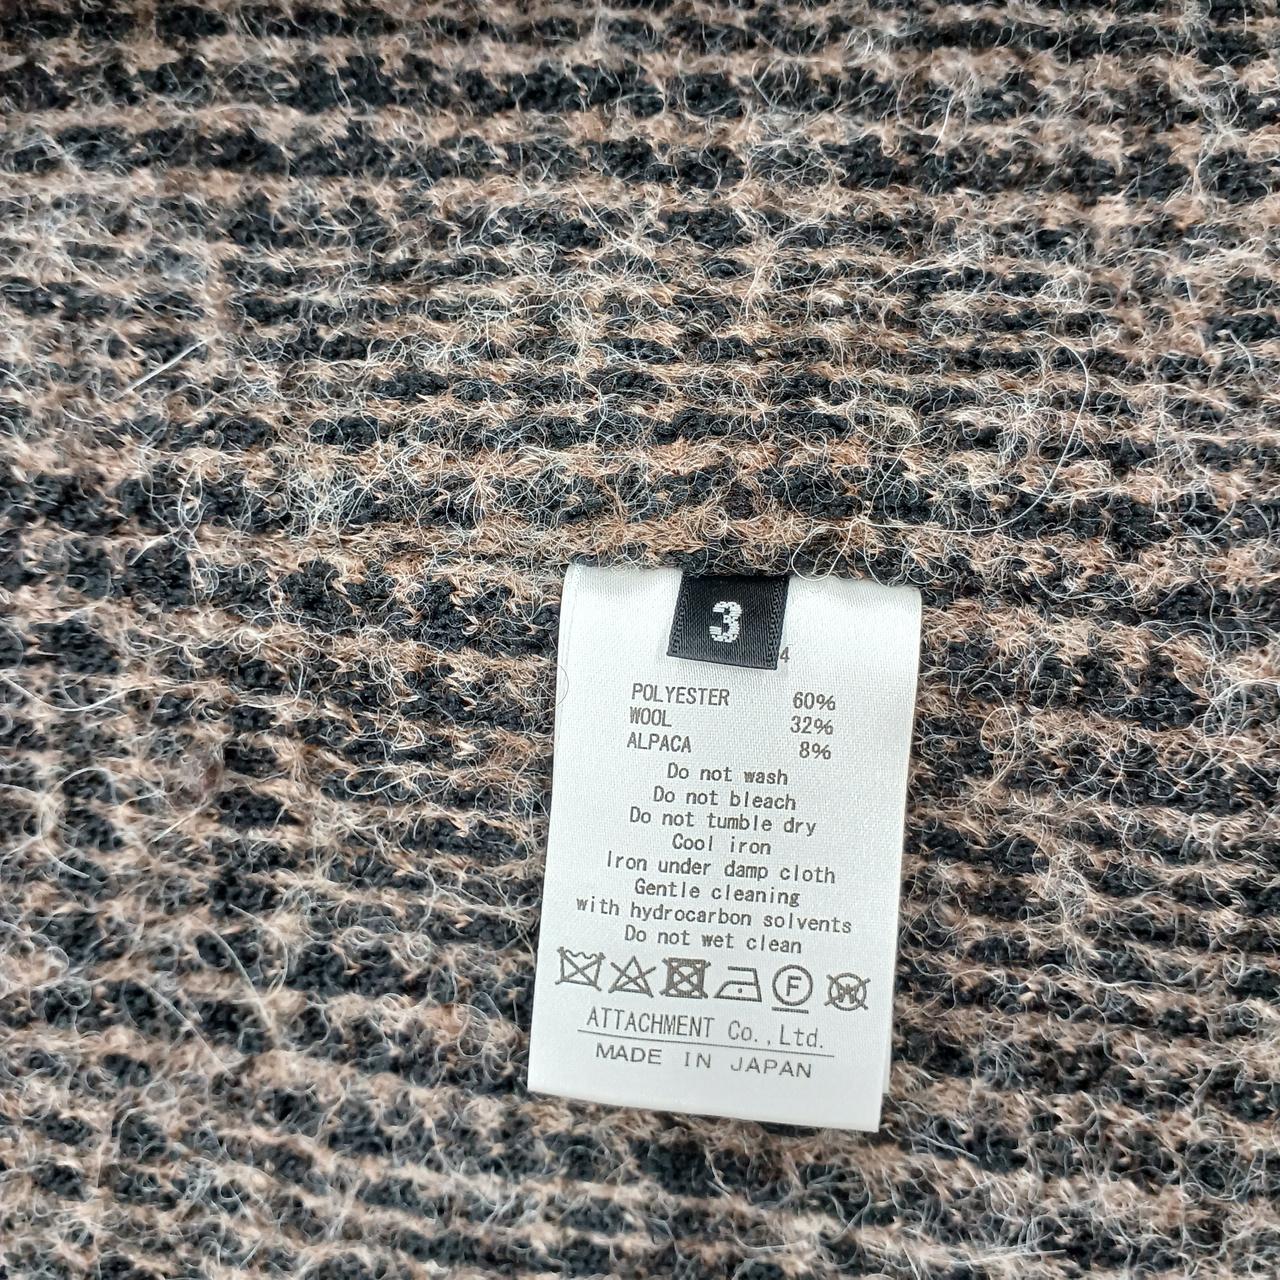 3
4
POLYESTER 60%
WOOL 32%
ALPACA 8%
Do not wash
Do not bleach
Do not tumble dry
Cool iron
Iron under damp cloth
Gentle cleaning
with hydrocarbon solvents
Do not wet clean
F W
ATTACHMENT Co.,Ltd.
MADE IN JAPAN